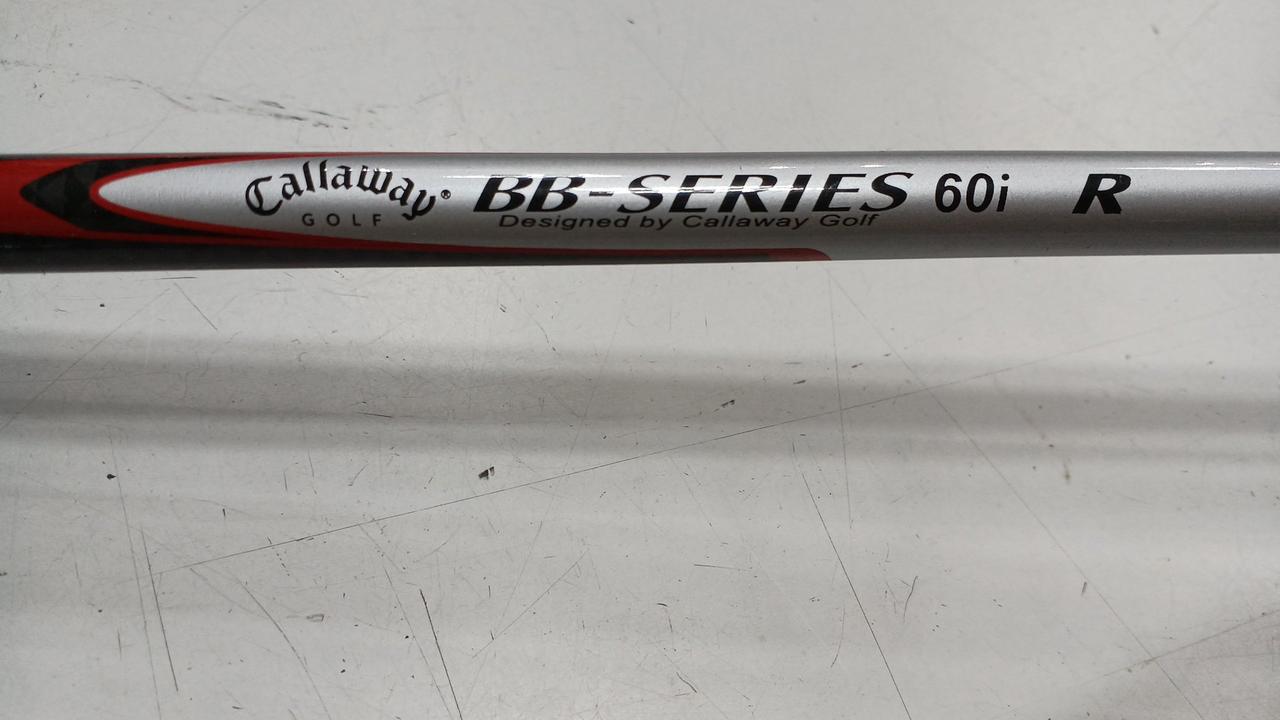 Callaway® BB-SERIES 60i R
GOLF Designed by Callaway Golf